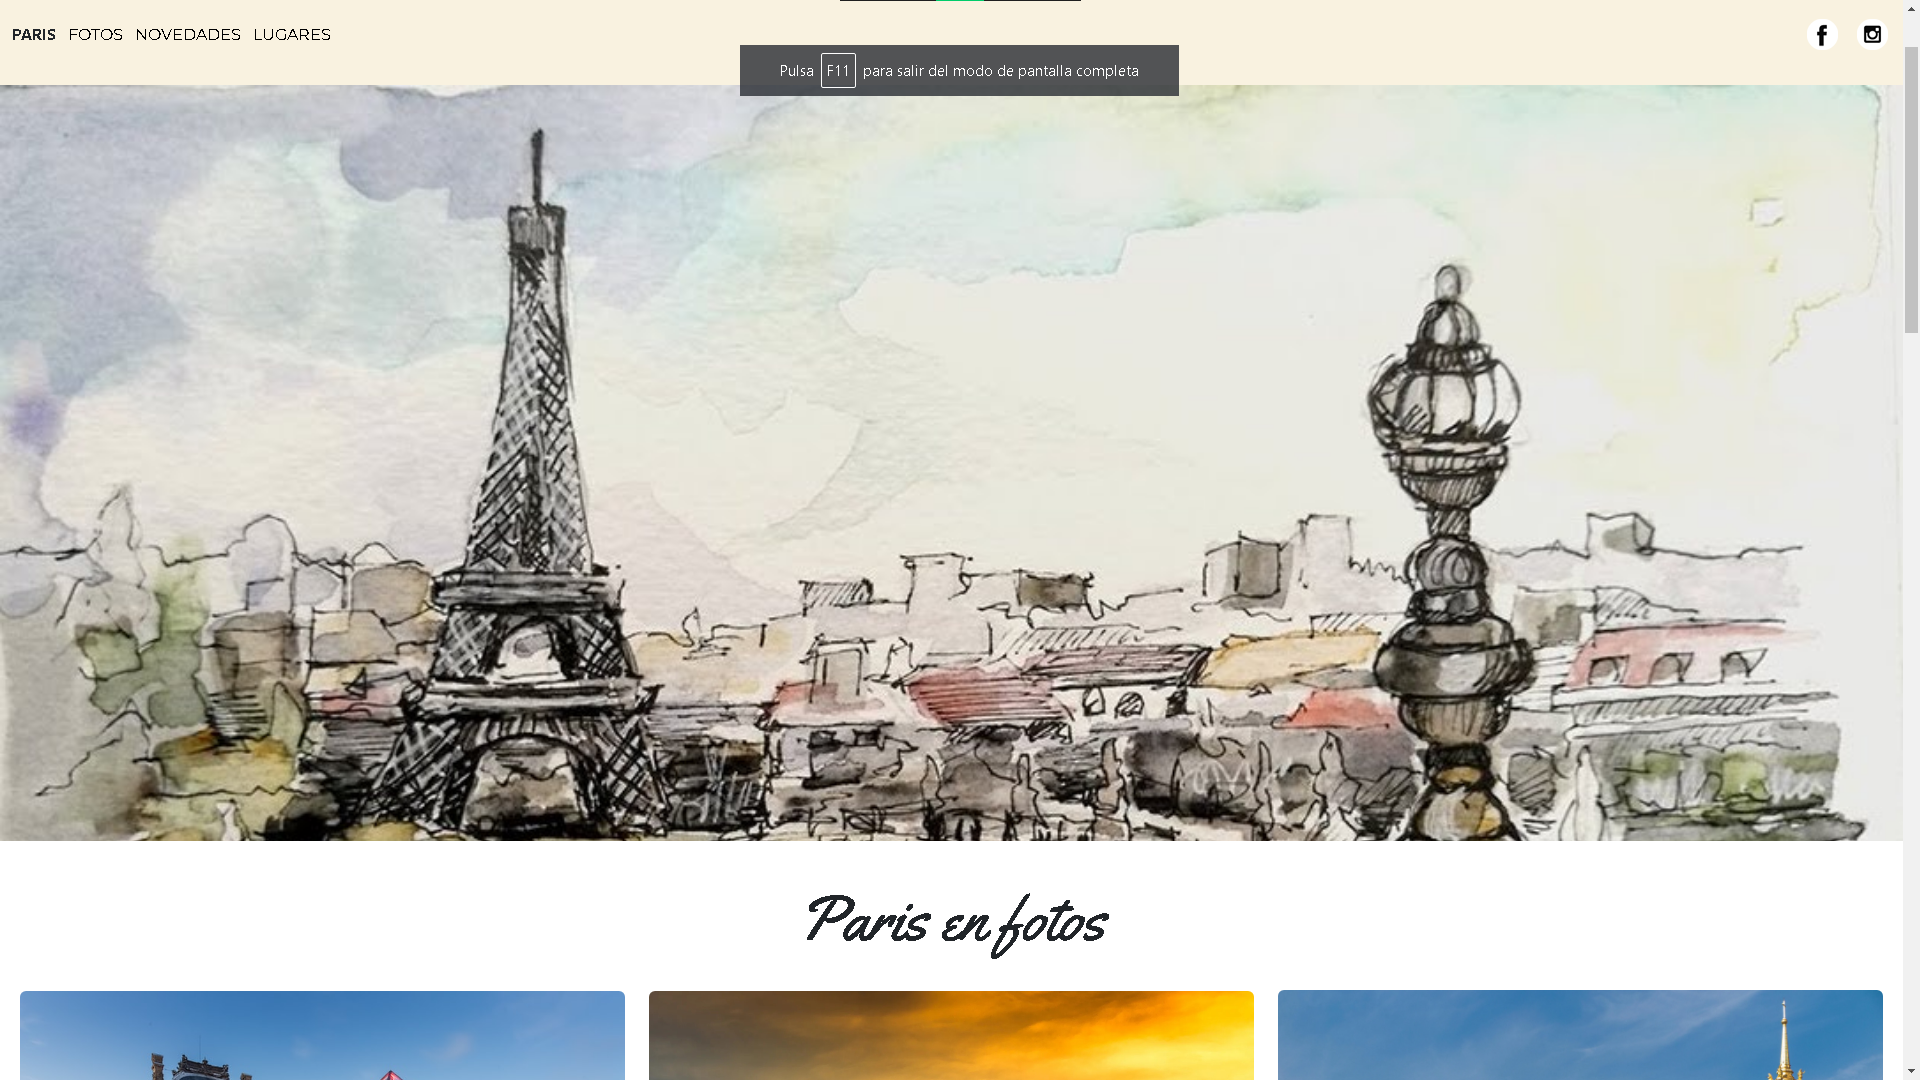 PARIS FOTOS NOVEDADES LUGARES
Pulsa F11 para salir del modo de pantalla completa
Paris en fotos